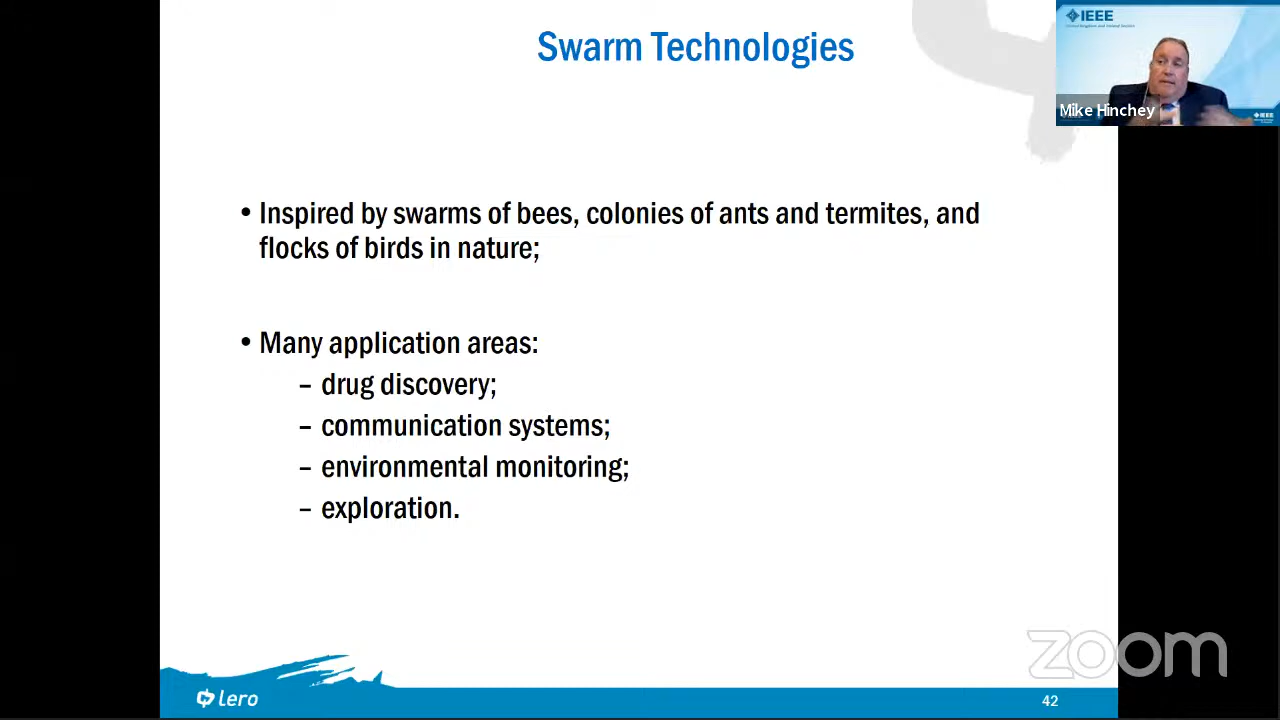 Swarm Technologies
IEEE
Mike Hinchey
IEEE
• Inspired by swarms of bees, colonies of ants and termites, and
flocks of birds in nature;
• Many application areas:
– drug discovery;
– communication systems;
– environmental monitoring;
– exploration.
zoom
lero
42